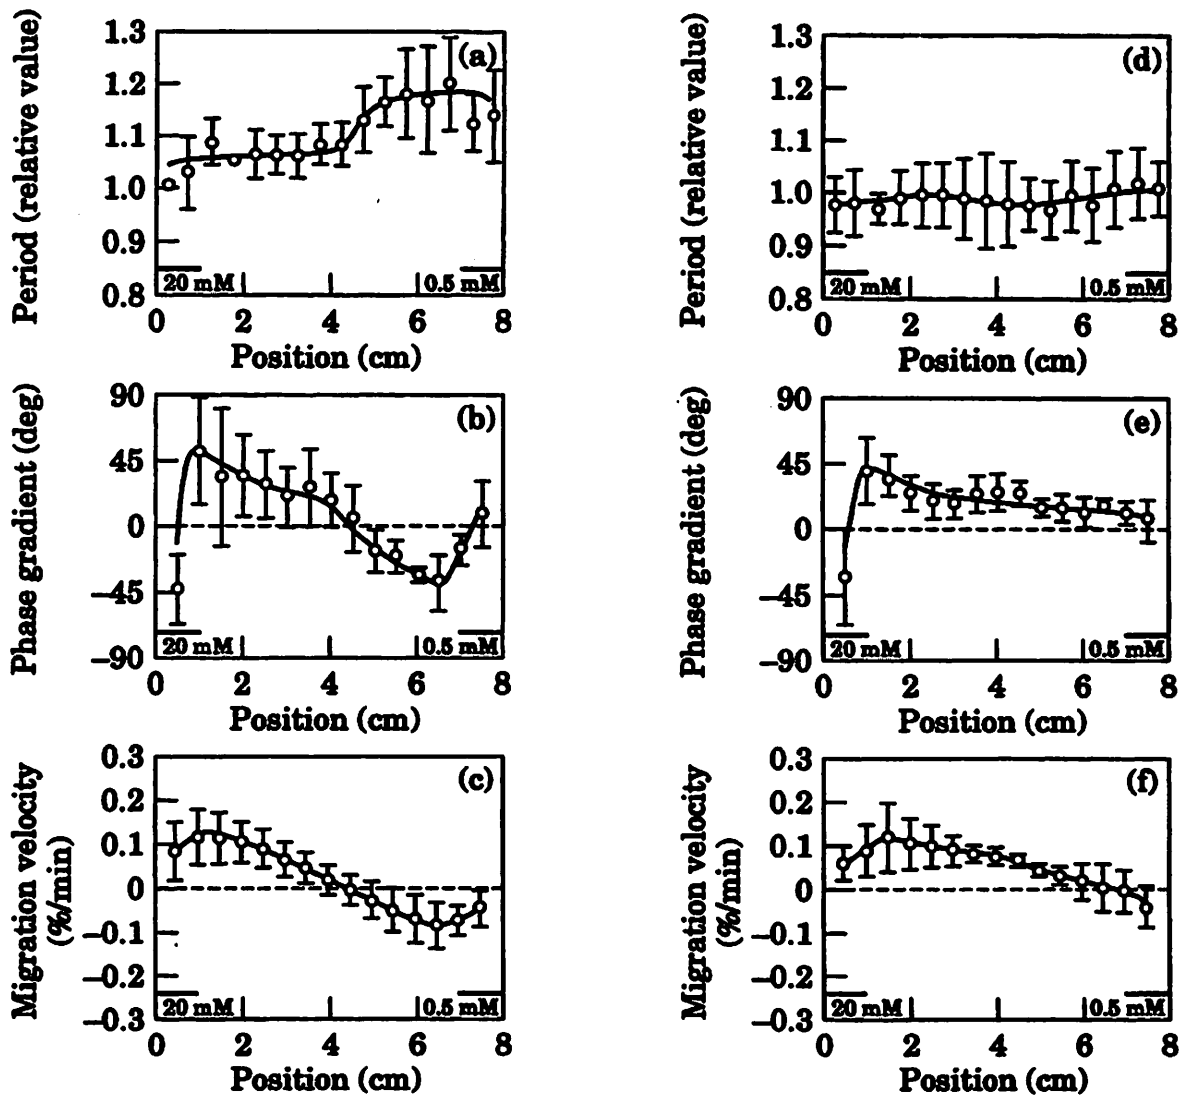 Period (relative value)
1.3
1.2
1.1
1.0
0.9
0.8
(a)
20 mM
0.5 mM
0
2
4
6
8
Position (cm)
Period (relative value)
1.3
1.2
1.1
1.0
0.9
0.8
(d)
20 mM
0.5 mM
0
2
4
6
8
Position (cm)
Phase gradient (deg)
90
45
0
−45
−90
(b)
20 mM
0.5 mM
0
2
4
6
8
Position (cm)
Phase gradient (deg)
90
45
0
−45
−90
(e)
20 mM
0.5 mM
0
2
4
6
8
Position (cm)
Migration velocity
(%/min)
0.3
0.2
0.1
0
−0.1
−0.2
−0.3
(c)
20 mM
0.5 mM
0
2
4
6
8
Position (cm)
Migration velocity
(%/min)
0.3
0.2
0.1
0
−0.1
−0.2
−0.3
(f)
20 mM
0.5 mM
0
2
4
6
8
Position (cm)